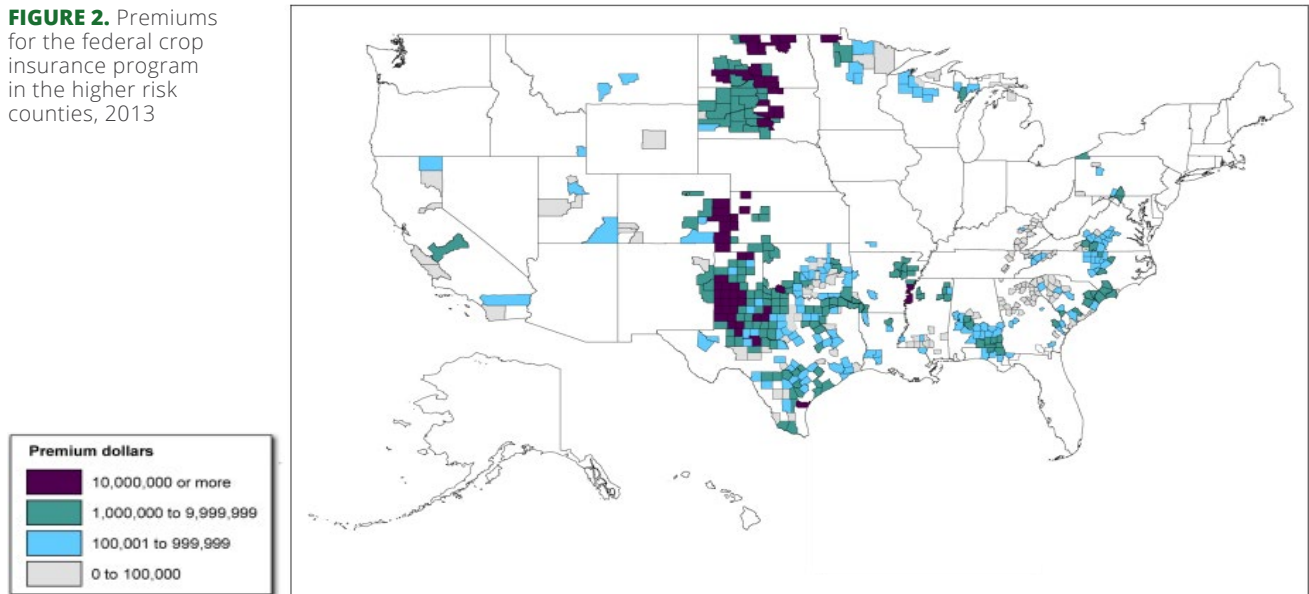 FIGURE 2. Premiums
for the federal crop
insurance program
in the higher risk
counties, 2013
Premium dollars
10,000,000 or more
1,000,000 to 9,999,999
100,001 to 999,999
0 to 100,000